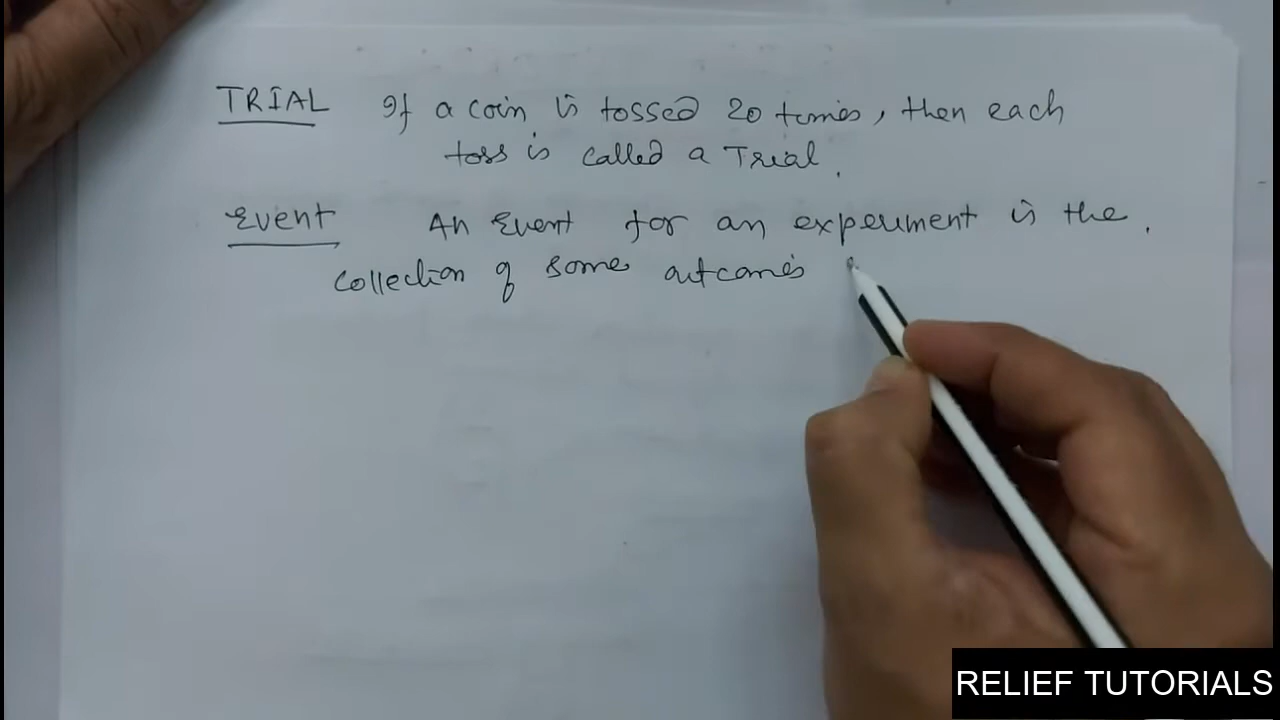 TRIAL If a coin is tossed 20 times, then each
toss is called a Trial.
Event An Event for an experiment is the
collection of some outcomes
RELIEF TUTORIALS